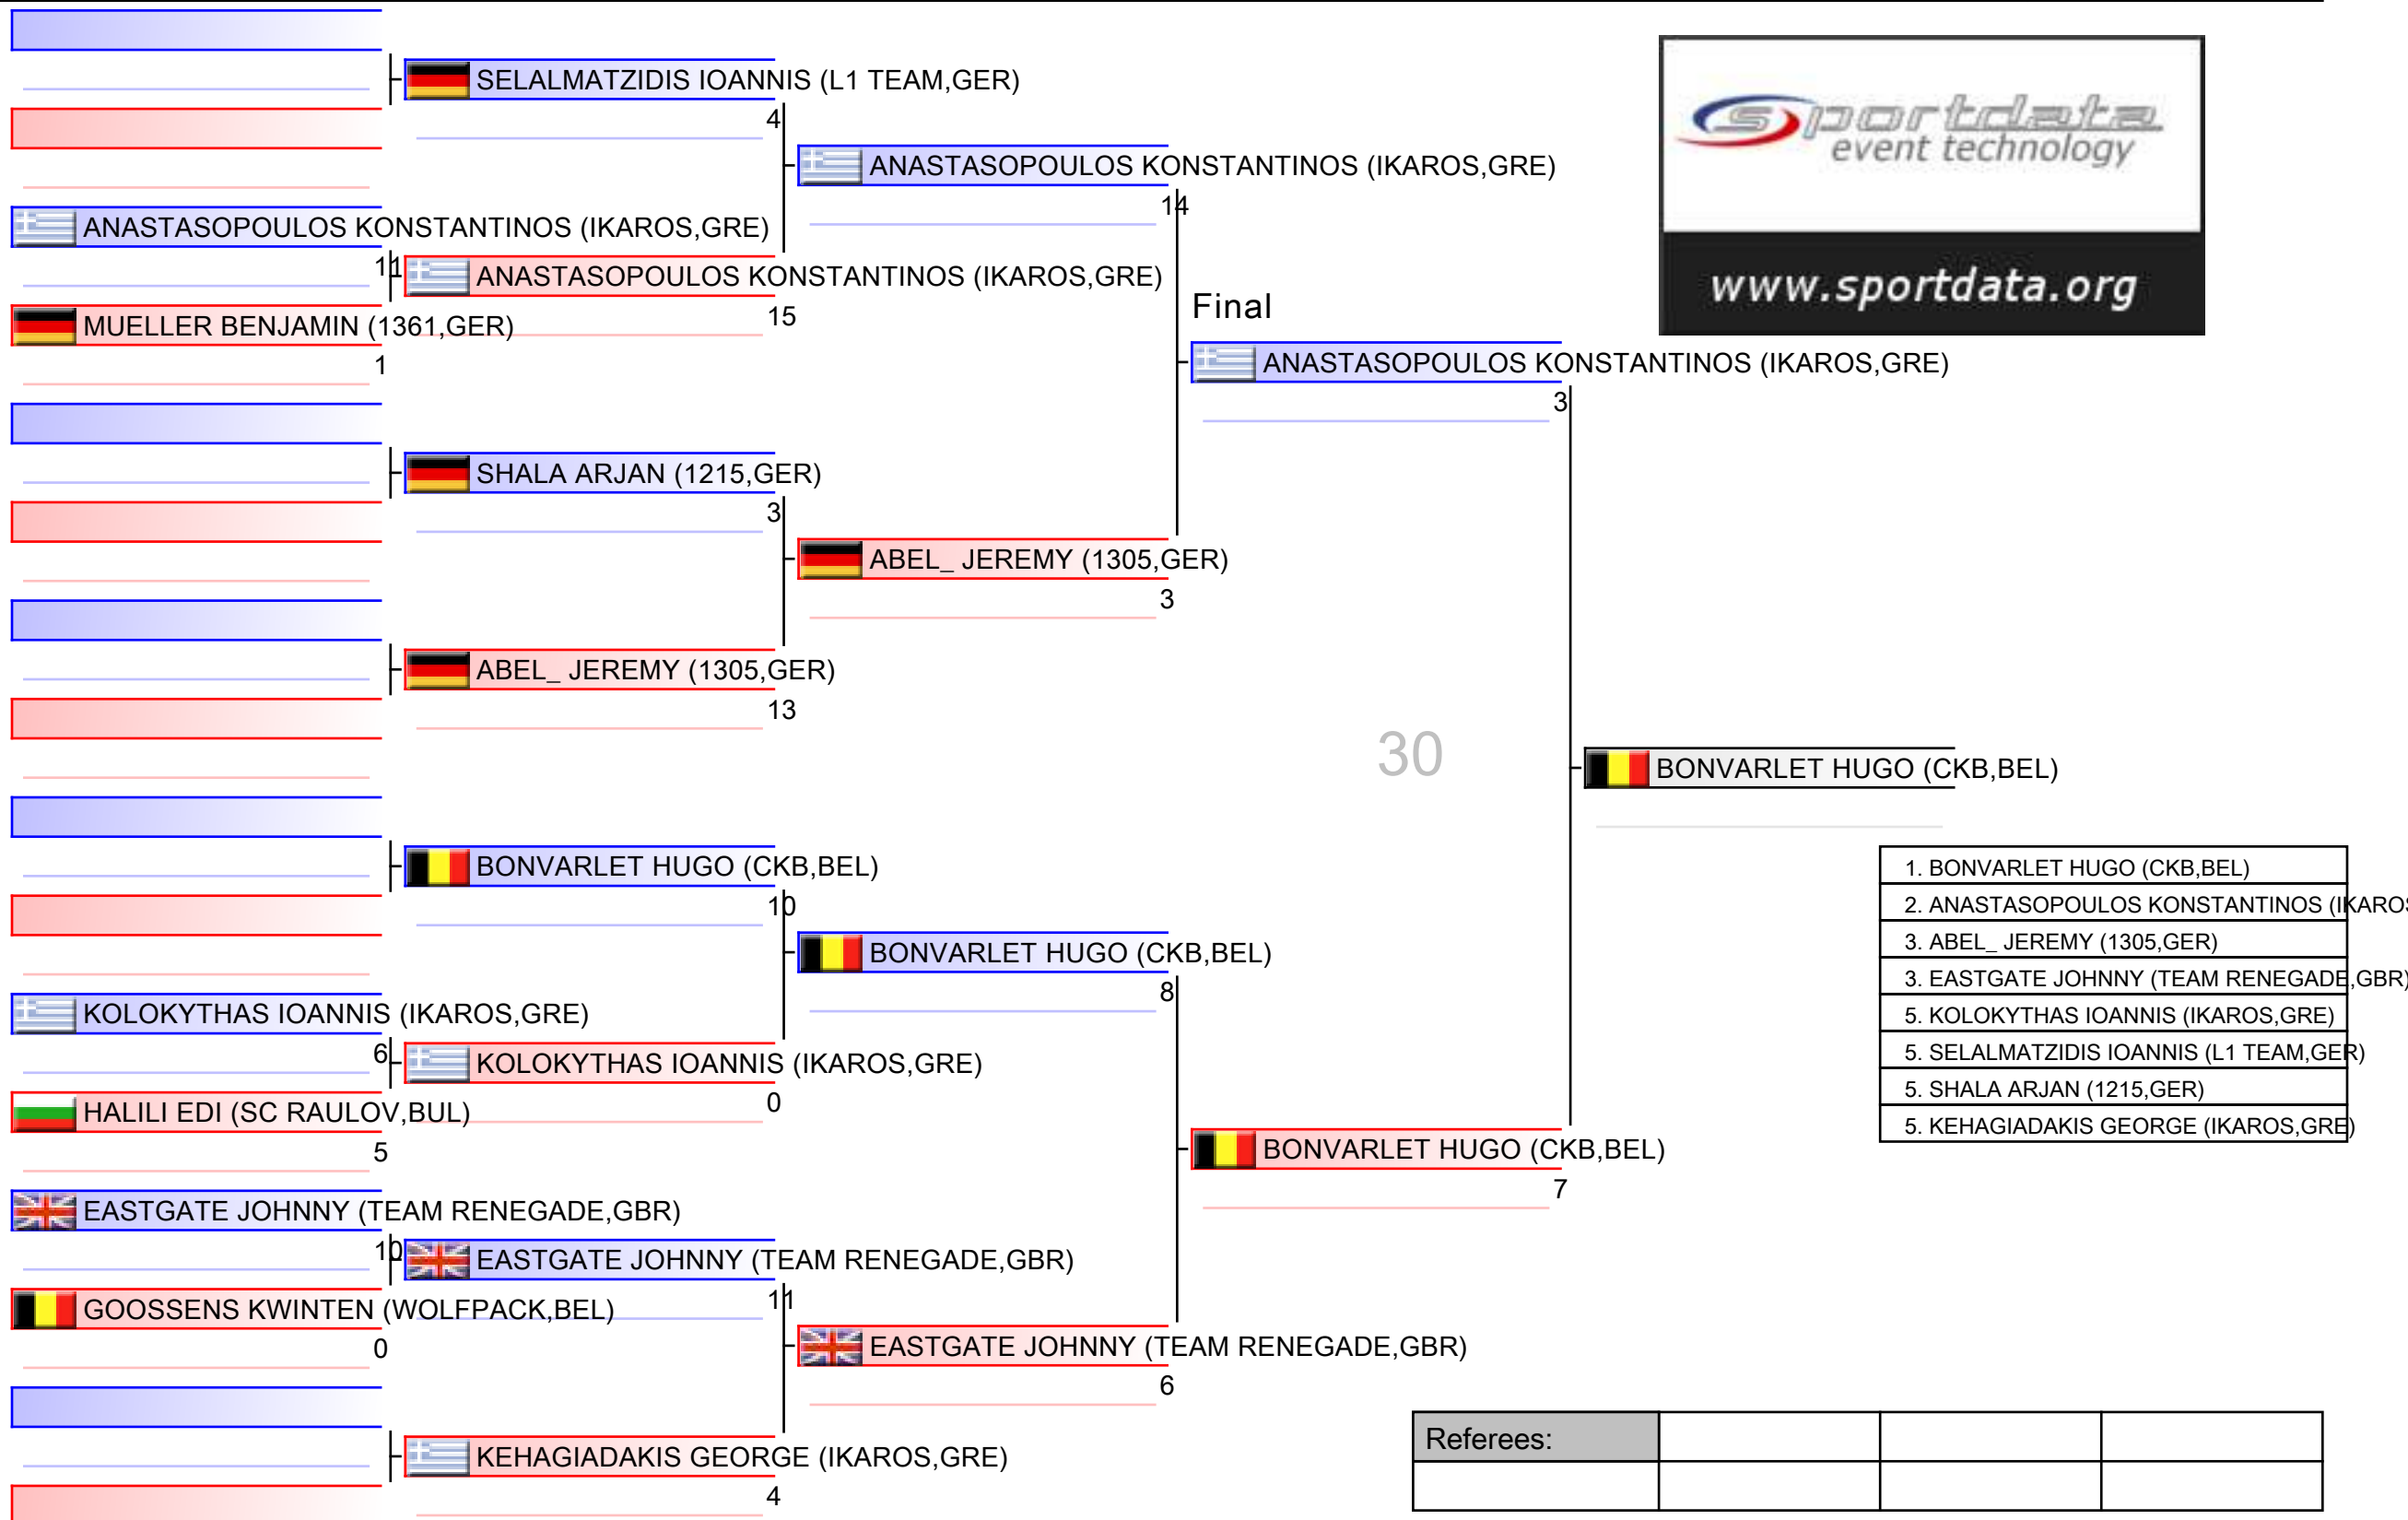 SELALMATZIDIS IOANNIS (L1 TEAM,GER)
4
sportdata
event technology
www.sportdata.org
ANASTASOPOULOS KONSTANTINOS (IKAROS,GRE)
14
ANASTASOPOULOS KONSTANTINOS (IKAROS,GRE)
11
ANASTASOPOULOS KONSTANTINOS (IKAROS,GRE)
15
MUELLER BENJAMIN (1361,GER)
1
Final
ANASTASOPOULOS KONSTANTINOS (IKAROS,GRE)
3
SHALA ARJAN (1215,GER)
3
ABEL_ JEREMY (1305,GER)
3
ABEL_ JEREMY (1305,GER)
13
30
BONVARLET HUGO (CKB,BEL)
BONVARLET HUGO (CKB,BEL)
10
BONVARLET HUGO (CKB,BEL)
8
KOLOKYTHAS IOANNIS (IKAROS,GRE)
6
KOLOKYTHAS IOANNIS (IKAROS,GRE)
0
HALILI EDI (SC RAULOV,BUL)
5
BONVARLET HUGO (CKB,BEL)
7
EASTGATE JOHNNY (TEAM RENEGADE,GBR)
10
EASTGATE JOHNNY (TEAM RENEGADE,GBR)
11
GOOSSENS KWINTEN (WOLFPACK,BEL)
0
EASTGATE JOHNNY (TEAM RENEGADE,GBR)
6
KEHAGIADAKIS GEORGE (IKAROS,GRE)
4
1. BONVARLET HUGO (CKB,BEL)
2. ANASTASOPOULOS KONSTANTINOS (IKAROS
3. ABEL_ JEREMY (1305,GER)
3. EASTGATE JOHNNY (TEAM RENEGADE,GBR)
5. KOLOKYTHAS IOANNIS (IKAROS,GRE)
5. SELALMATZIDIS IOANNIS (L1 TEAM,GER)
5. SHALA ARJAN (1215,GER)
5. KEHAGIADAKIS GEORGE (IKAROS,GRE)
Referees: